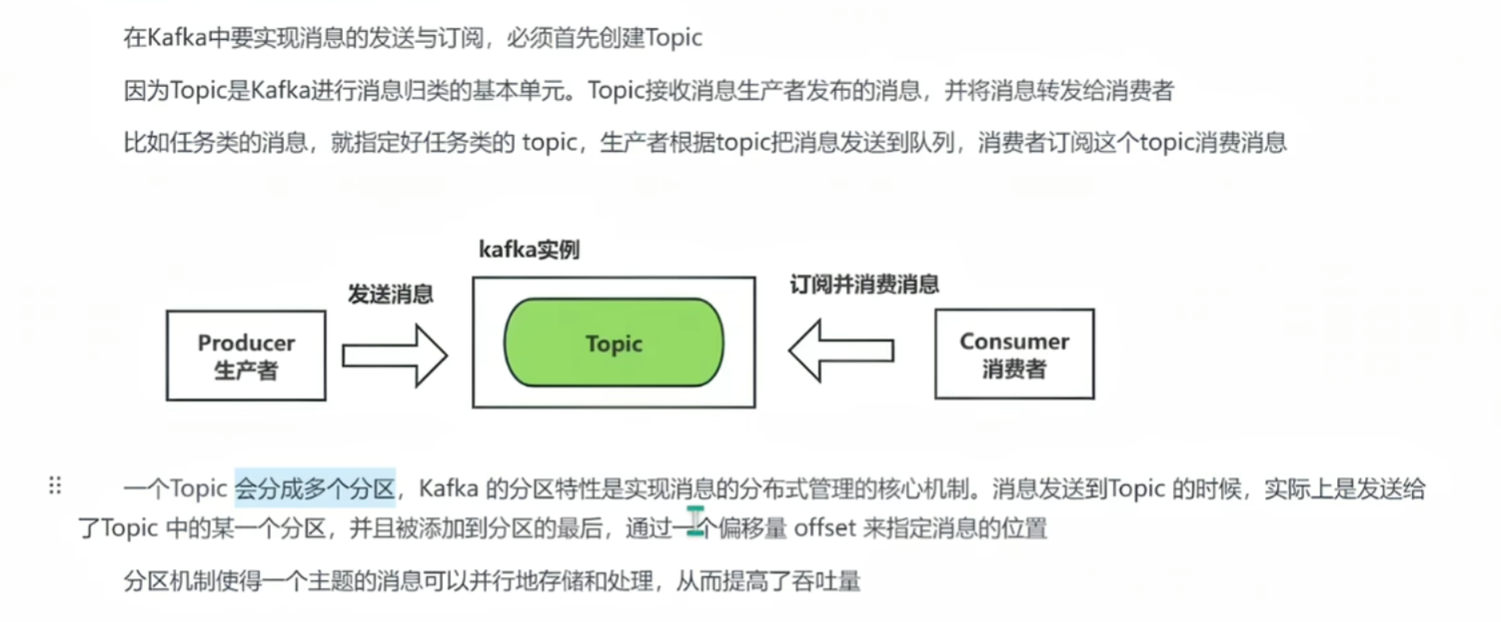 在Kafka中要实现消息的发送与订阅，必须首先创建Topic
因为Topic是Kafka进行消息归类的基本单元。Topic接收消息生产者发布的消息，并将消息转发给消费者
比如任务类的消息，就指定好任务类的 topic，生产者根据topic把消息发送到队列，消费者订阅这个topic消费消息
kafka实例
发送消息
订阅并消费消息
Producer
生产者
Topic
Consumer
消费者
一个Topic 会分成多个分区，Kafka 的分区特性是实现消息的分布式管理的核心机制。消息发送到Topic 的时候，实际上是发送给
了Topic 中的某一个分区，并且被添加到分区的最后，通过一个偏移量 offset 来指定消息的位置
分区机制使得一个主题的消息可以并行地存储和处理，从而提高了吞吐量